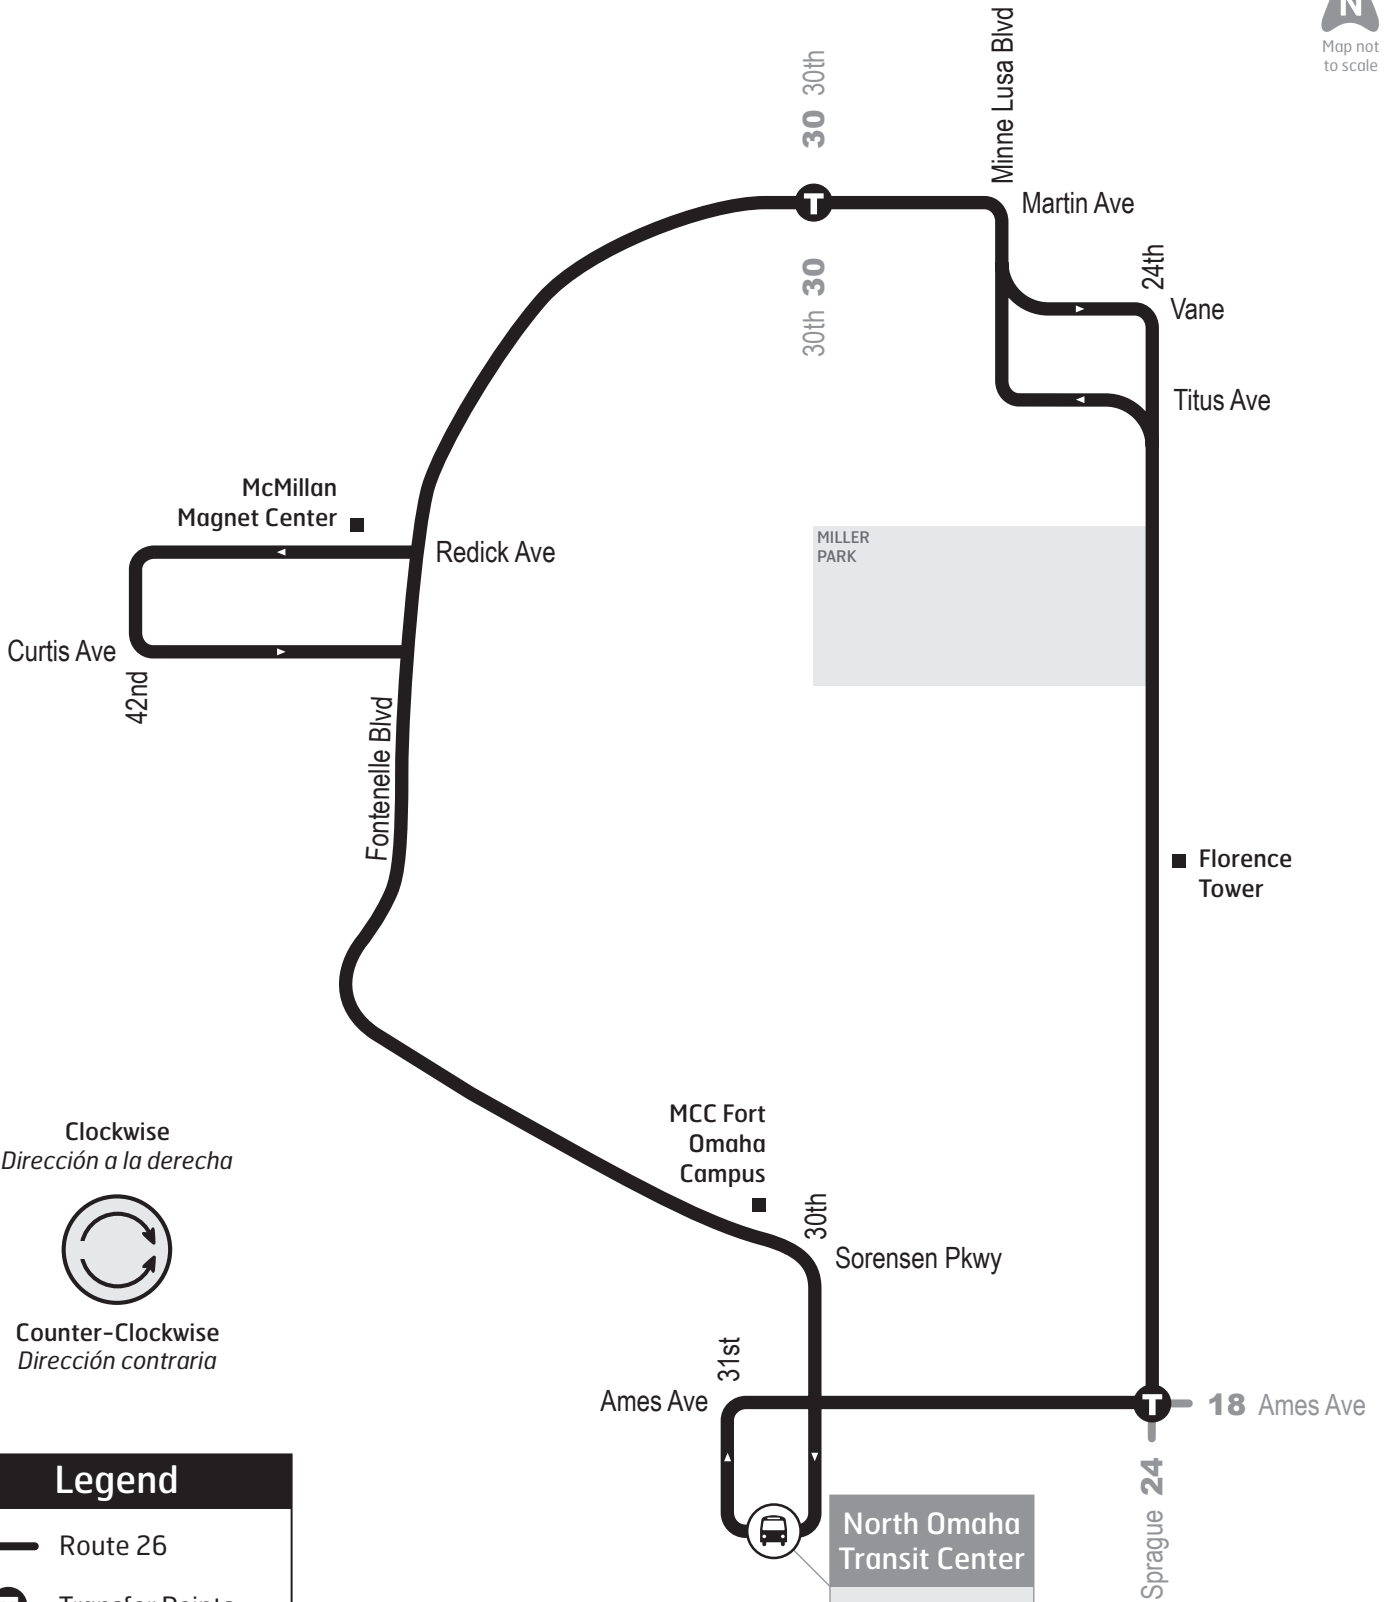 N
Map not
to scale
Minne Lusa Blvd
30 30th
T
Martin Ave
30th 30
24th
Vane
Titus Ave
McMillan
Magnet Center
Redick Ave
MILLER
PARK
Curtis Ave
42nd
Fontenelle Blvd
Florence
Tower
MCC Fort
Omaha
Campus
Clockwise
Dirección a la derecha
30th
Sorensen Pkwy
Counter-Clockwise
Dirección contraria
31st
Ames Ave
T
18 Ames Ave
Sprague 24
Legend
North Omaha
Transit Center
Route 26
Transfer Points